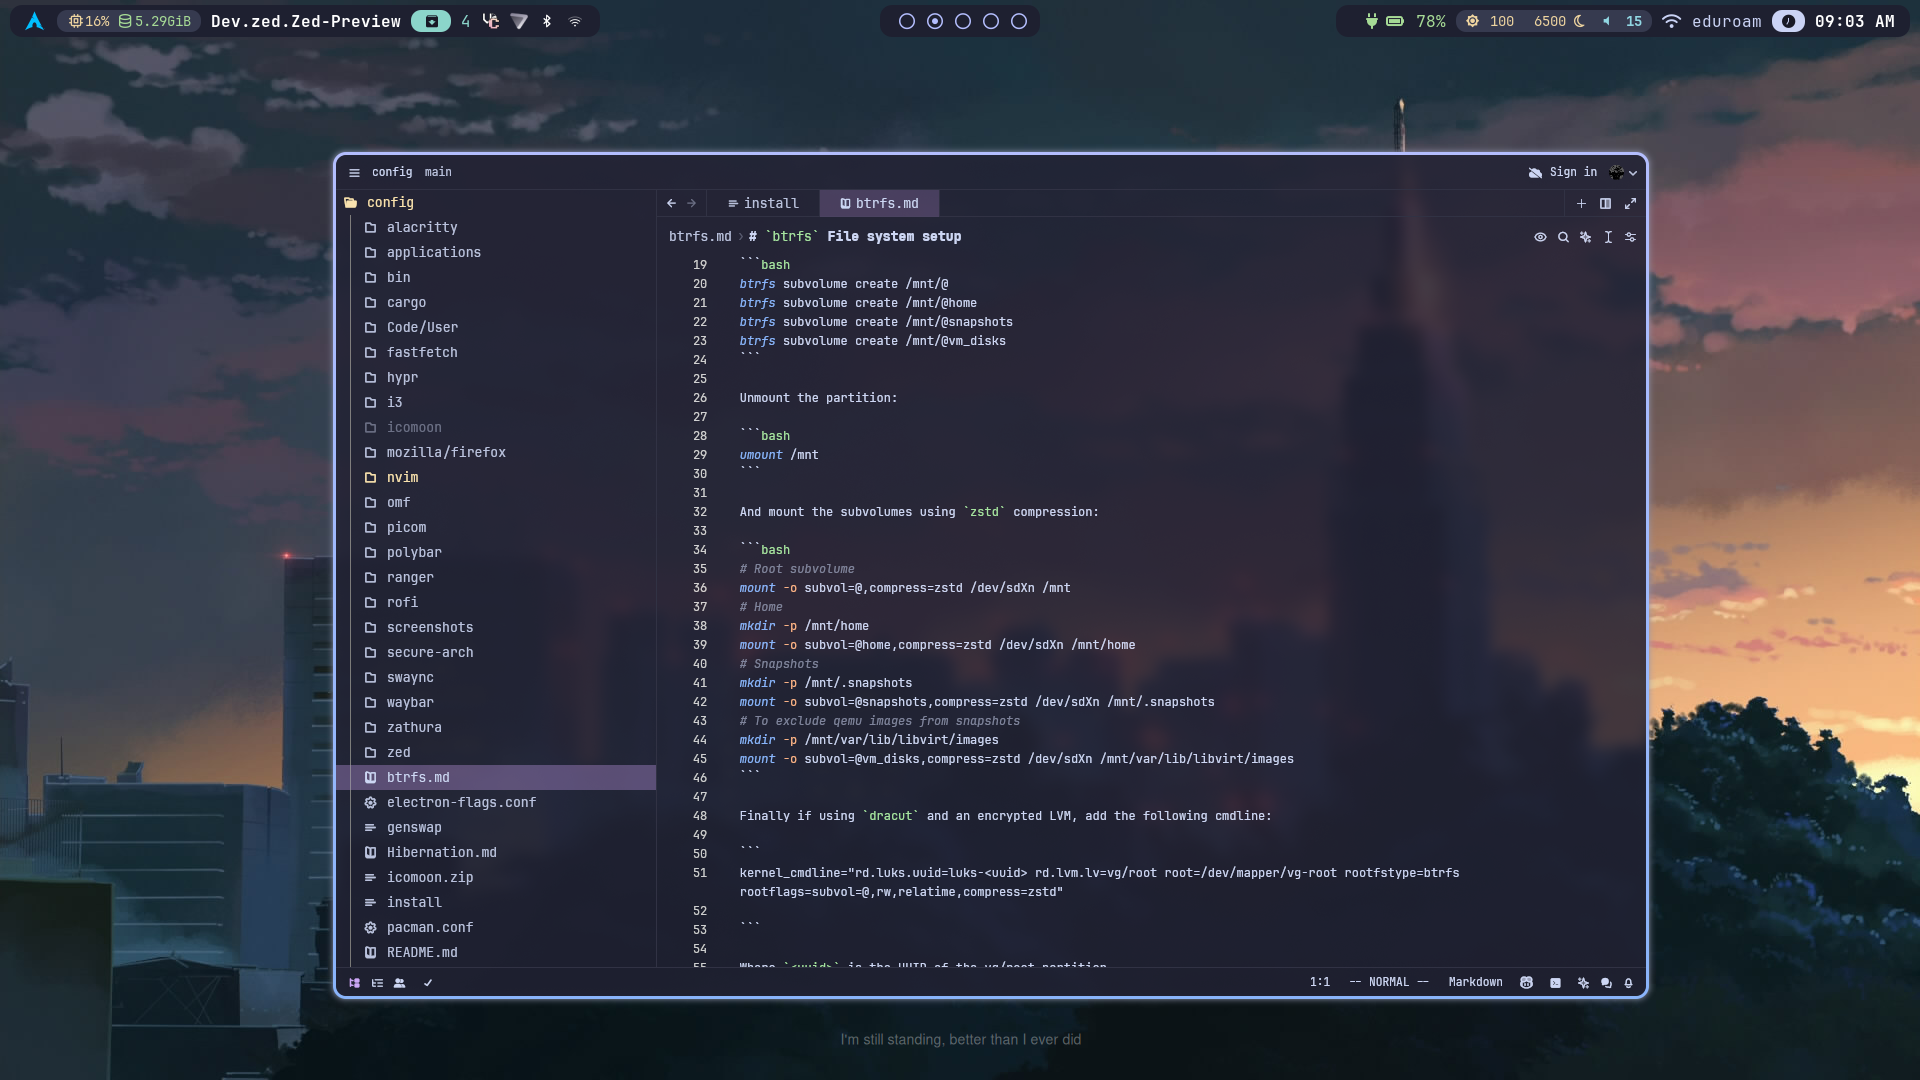 16% 5.29GiB Dev.zed.Zed-Preview 4
78% 100 6500 15 eduroam 09:03 AM
config main
Sign in
config
alacritty
applications
bin
cargo
Code/User
fastfetch
hypr
i3
icomoon
mozilla/firefox
nvim
omf
picom
polybar
ranger
rofi
screenshots
secure-arch
swaync
waybar
zathura
zed
btrfs.md
electron-flags.conf
genswap
Hibernation.md
icomoon.zip
install
pacman.conf
README.md
install btrfs.md
btrfs.md › # `btrfs` File system setup
19 ```bash
20 btrfs subvolume create /mnt/@
21 btrfs subvolume create /mnt/@home
22 btrfs subvolume create /mnt/@snapshots
23 btrfs subvolume create /mnt/@vm_disks
24 ```
25
26 Unmount the partition:
27
28 ```bash
29 umount /mnt
30 ```
31
32 And mount the subvolumes using `zstd` compression:
33
34 ```bash
35 # Root subvolume
36 mount -o subvol=@,compress=zstd /dev/sdXn /mnt
37 # Home
38 mkdir -p /mnt/home
39 mount -o subvol=@home,compress=zstd /dev/sdXn /mnt/home
40 # Snapshots
41 mkdir -p /mnt/.snapshots
42 mount -o subvol=@snapshots,compress=zstd /dev/sdXn /mnt/.snapshots
43 # To exclude qemu images from snapshots
44 mkdir -p /mnt/var/lib/libvirt/images
45 mount -o subvol=@vm_disks,compress=zstd /dev/sdXn /mnt/var/lib/libvirt/images
46 ```
47
48 Finally if using `dracut` and an encrypted LVM, add the following cmdline:
49
50 ```
51 kernel_cmdline="rd.luks.uuid=luks-<uuid> rd.lvm.lv=vg/root root=/dev/mapper/vg-root rootfstype=btrfs
rootflags=subvol=@,rw,relatime,compress=zstd"
52
53 ```
54
55 Where `<uuid>` is the UUID of the vg/root partition
1:1 -- NORMAL -- Markdown
I'm still standing, better than I ever did